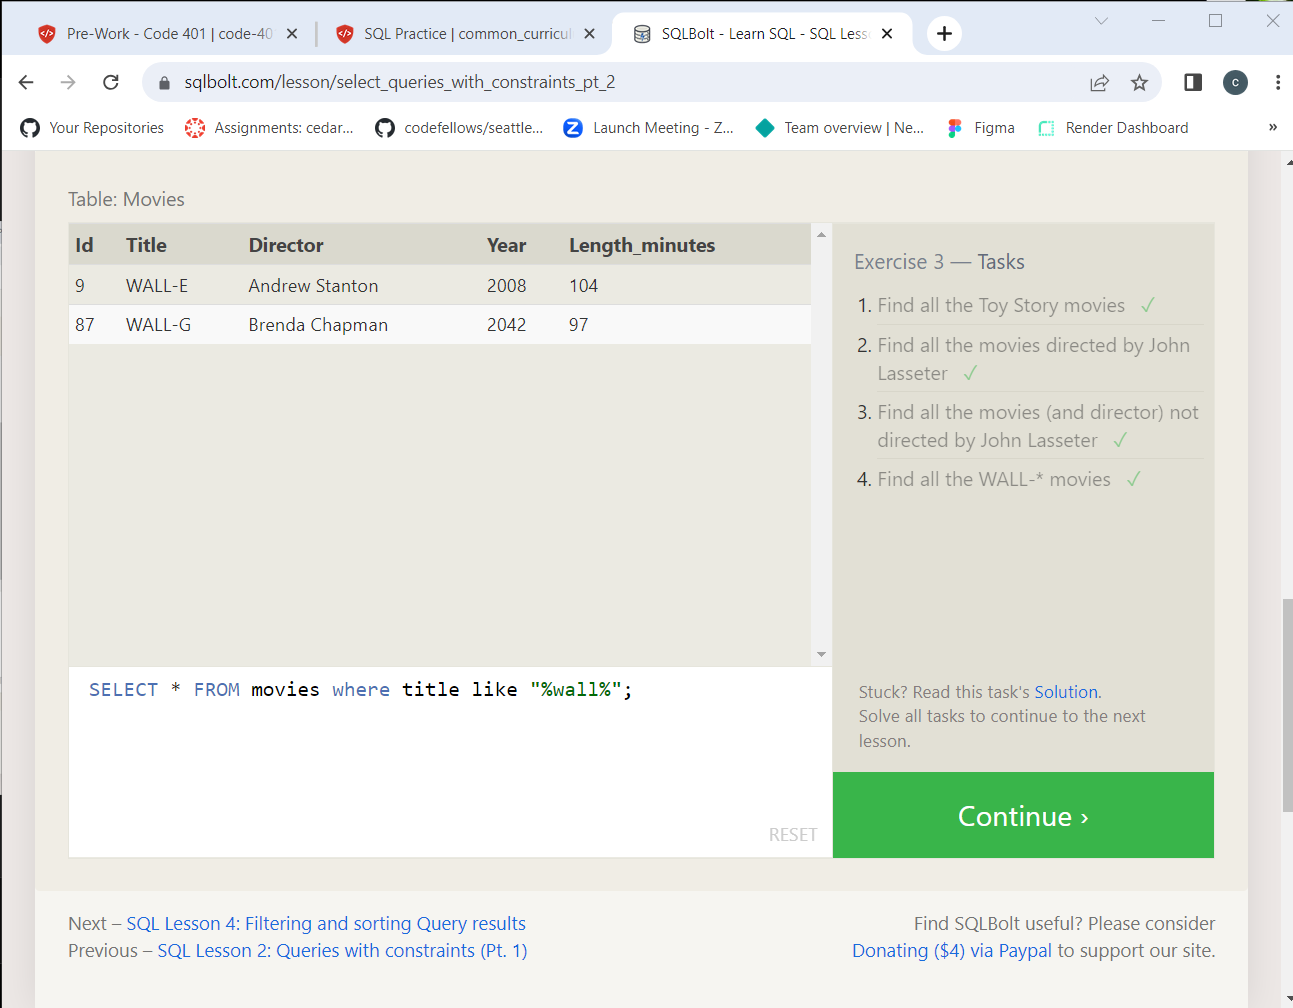 Pre-Work - Code 401 | code-40
SQL Practice | common_curricul
SQLBolt - Learn SQL - SQL Less
sqlbolt.com/lesson/select_queries_with_constraints_pt_2
C
Your Repositories
Assignments: cedar...
codefellows/seattle...
Launch Meeting - Z...
Team overview | Ne...
Figma
Render Dashboard
»
Table: Movies
Id Title Director Year Length_minutes
9 WALL-E Andrew Stanton 2008 104
87 WALL-G Brenda Chapman 2042 97
SELECT * FROM movies where title like "%wall%";
RESET
Exercise 3 — Tasks
1. Find all the Toy Story movies ✓
2. Find all the movies directed by John
Lasseter ✓
3. Find all the movies (and director) not
directed by John Lasseter ✓
4. Find all the WALL-* movies ✓
Stuck? Read this task's Solution.
Solve all tasks to continue to the next
lesson.
Continue ›
Next – SQL Lesson 4: Filtering and sorting Query results
Previous – SQL Lesson 2: Queries with constraints (Pt. 1)
Find SQLBolt useful? Please consider
Donating ($4) via Paypal to support our site.